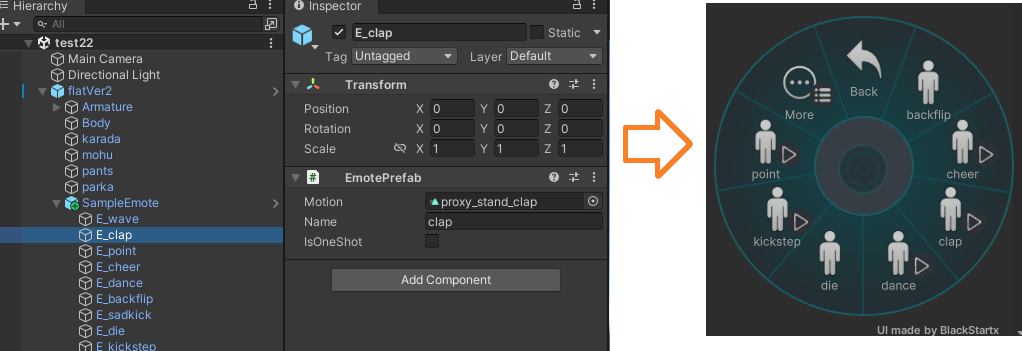 Hierarchy
All
test22
Main Camera
Directional Light
flatVer2
Armature
Body
karada
mohu
pants
parka
SampleEmote
E_wave
E_clap
E_point
E_cheer
E_dance
E_backflip
E_sadkick
E_die
E_kickstep
Inspector
E_clap
Static
Tag Untagged
Layer Default
Transform
Position X 0 Y 0 Z 0
Rotation X 0 Y 0 Z 0
Scale X 1 Y 1 Z 1
EmotePrefab
Motion proxy_stand_clap
Name clap
IsOneShot
Add Component
Back
More
backflip
point
cheer
kickstep
clap
die
dance
UI made by BlackStartx